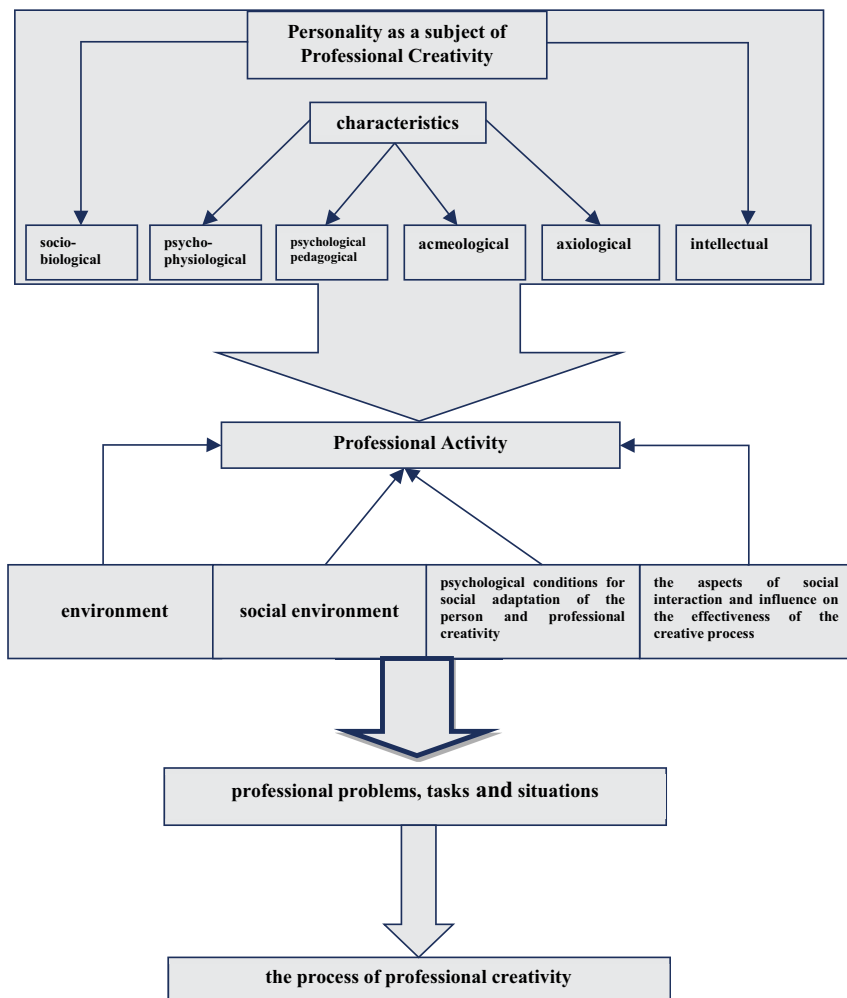 Personality as a subject of
Professional Creativity
characteristics
socio-
biological
psycho-
physiological
psychological
pedagogical
acmeological
axiological
intellectual
Professional Activity
environment
social environment
psychological conditions for
social adaptation of the
person and professional
creativity
the aspects of social
interaction and influence on
the effectiveness of the
creative process
professional problems, tasks and situations
the process of professional creativity